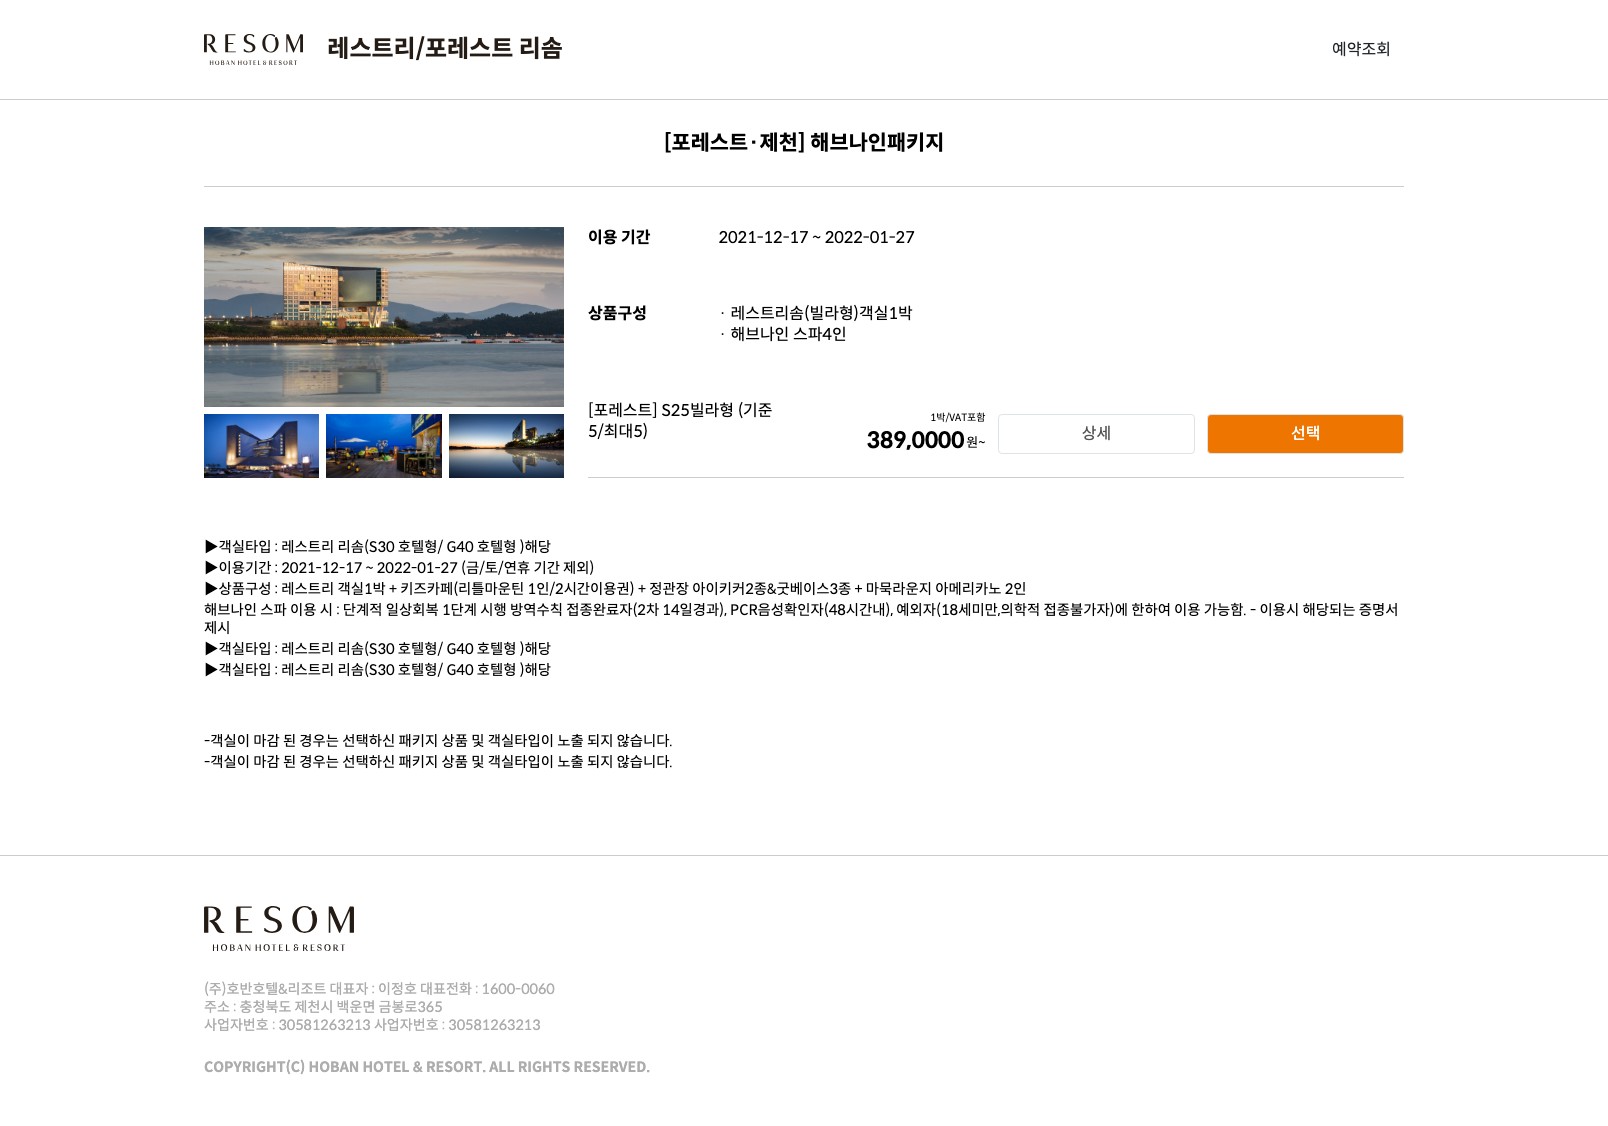 RESOM
HOBAN HOTEL & RESORT
레스트리/포레스트 리솜
예약조회
[포레스트·제천] 해브나인패키지
이용 기간
2021-12-17 ~ 2022-01-27
상품구성
· 레스트리솜(빌라형)객실1박
· 해브나인 스파4인
[포레스트] S25빌라형 (기준
5/최대5)
1박/VAT포함
389,0000 원~
상세
선택
▶객실타입 : 레스트리 리솜(S30 호텔형/ G40 호텔형 )해당
▶이용기간 : 2021-12-17 ~ 2022-01-27 (금/토/연휴 기간 제외)
▶상품구성 : 레스트리 객실1박 + 키즈카페(리틀마운틴 1인/2시간이용권) + 정관장 아이키커2종&굿베이스3종 + 마묵라운지 아메리카노 2인
해브나인 스파 이용 시 : 단계적 일상회복 1단계 시행 방역수칙 접종완료자(2차 14일경과), PCR음성확인자(48시간내), 예외자(18세미만,의학적 접종불가자)에 한하여 이용 가능함. - 이용시 해당되는 증명서
제시
▶객실타입 : 레스트리 리솜(S30 호텔형/ G40 호텔형 )해당
▶객실타입 : 레스트리 리솜(S30 호텔형/ G40 호텔형 )해당
-객실이 마감 된 경우는 선택하신 패키지 상품 및 객실타입이 노출 되지 않습니다.
-객실이 마감 된 경우는 선택하신 패키지 상품 및 객실타입이 노출 되지 않습니다.
RESOM
HOBAN HOTEL & RESORT
(주)호반호텔&리조트 대표자 : 이정호 대표전화 : 1600-0060
주소 : 충청북도 제천시 백운면 금봉로365
사업자번호 : 30581263213 사업자번호 : 30581263213
COPYRIGHT(C) HOBAN HOTEL & RESORT. ALL RIGHTS RESERVED.